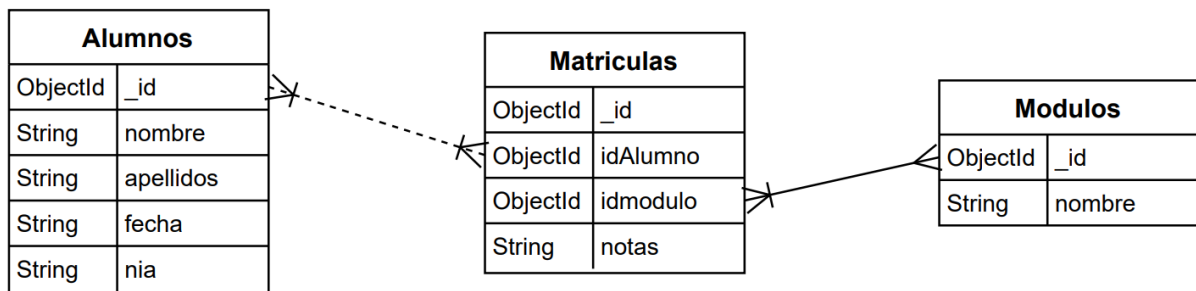 Alumnos
ObjectId _id
String nombre
String apellidos
String fecha
String nia
Matriculas
ObjectId _id
ObjectId idAlumno
ObjectId idmodulo
String notas
Modulos
ObjectId _id
String nombre